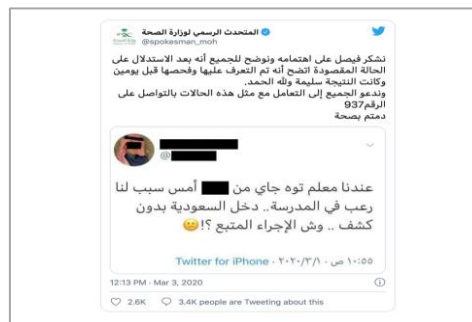 المتحدث الرسمي لوزارة الصحة
@spokesman_moh
نشكر فيصل على اهتمامه ونوضح للجميع أنه بعد الاستدلال على
الحالة المقصودة اتضح أنه تم التعرف عليها وفحصها قبل يومين
وكانت النتيجة سليمة ولله الحمد.
وندعو الجميع إلى التعامل مع مثل هذه الحالات بالتواصل على
الرقم937
دمتم بصحة
@
عندنا معلم توه جاي من أمس سبب لنا
رعب في المدرسة.. دخل السعودية بدون
كشف .. وش الإجراء المتبع ؟!
١٠:٥٥ ص · ٢٠٢٠/٣/١ · Twitter for iPhone
12:13 PM - Mar 3, 2020
2.6K 3.4K people are Tweeting about this